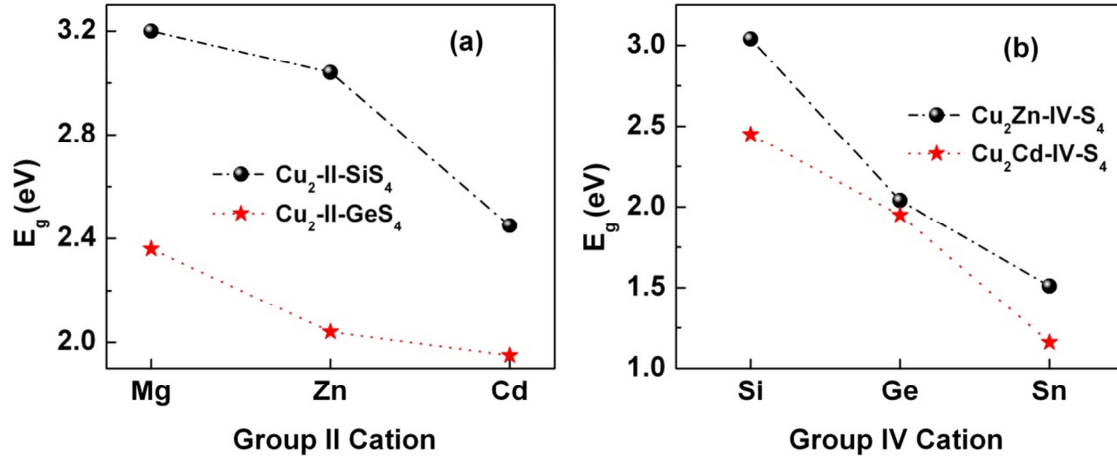 (a)
E_g (eV)
3.2
2.8
2.4
2.0
Cu₂-II-SiS₄
Cu₂-II-GeS₄
Mg Zn Cd
Group II Cation
(b)
E_g (eV)
3.0
2.5
2.0
1.5
1.0
Cu₂Zn-IV-S₄
Cu₂Cd-IV-S₄
Si Ge Sn
Group IV Cation